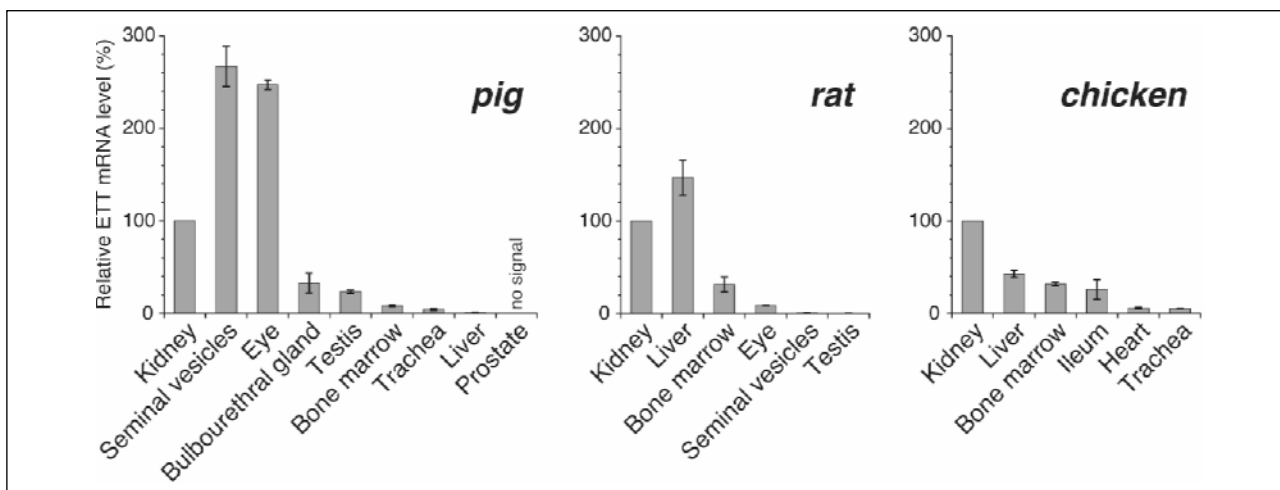 Relative ETT mRNA level (%)
300
200
100
0
pig
no signal
Kidney
Seminal vesicles
Eye
Bulbourethral gland
Testis
Bone marrow
Trachea
Liver
Prostate
300
200
100
0
rat
Kidney
Liver
Bone marrow
Eye
Seminal vesicles
Testis
300
200
100
0
chicken
Kidney
Liver
Bone marrow
Ileum
Heart
Trachea